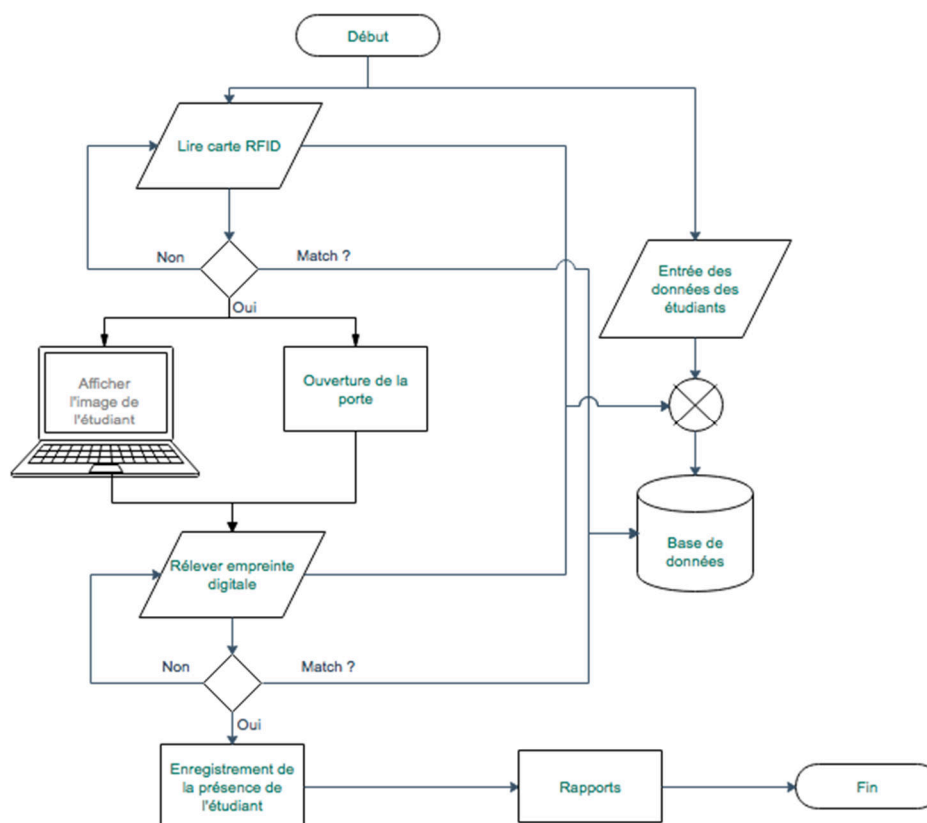 Début
Lire carte RFID
Non
Match ?
Entrée des
données des
étudiants
Oui
Afficher
l'image de
l'étudiant
Ouverture de la
porte
Rélever empreinte
digitale
Base de
données
Non
Match ?
Oui
Enregistrement de
la présence de
l'étudiant
Rapports
Fin